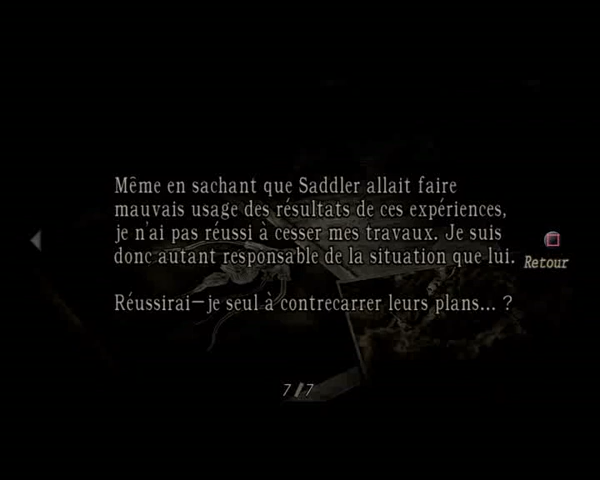 Même en sachant que Saddler allait faire
mauvais usage des résultats de ces expériences,
je n'ai pas réussi à cesser mes travaux. Je suis
donc autant responsable de la situation que lui.
Retour
Réussirai-je seul à contrecarrer leurs plans... ?
7/7